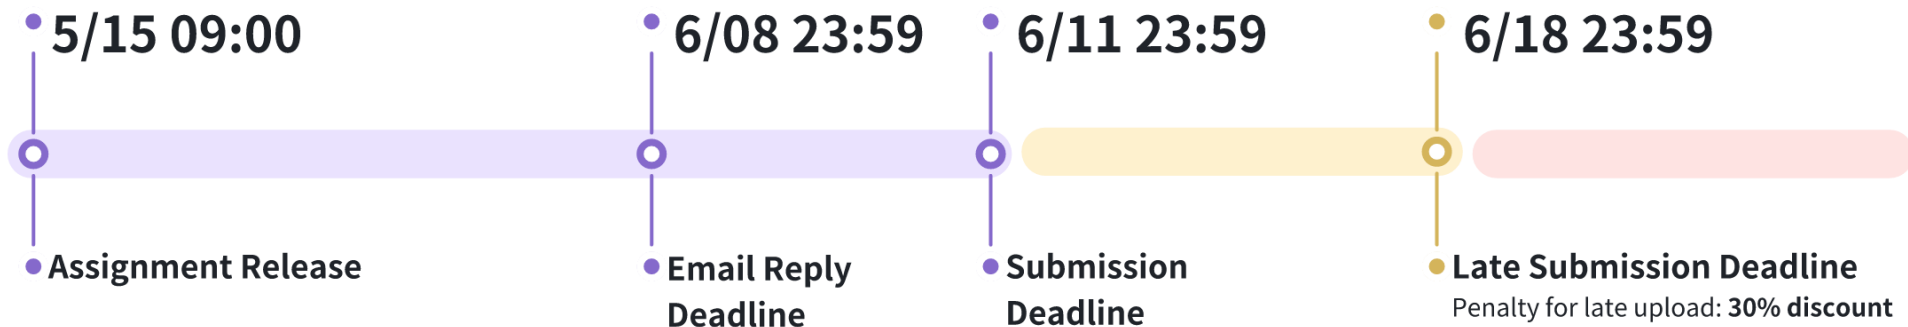 5/15 09:00
6/08 23:59
6/11 23:59
6/18 23:59
Assignment Release
Email Reply
Deadline
Submission
Deadline
Late Submission Deadline
Penalty for late upload: 30% discount